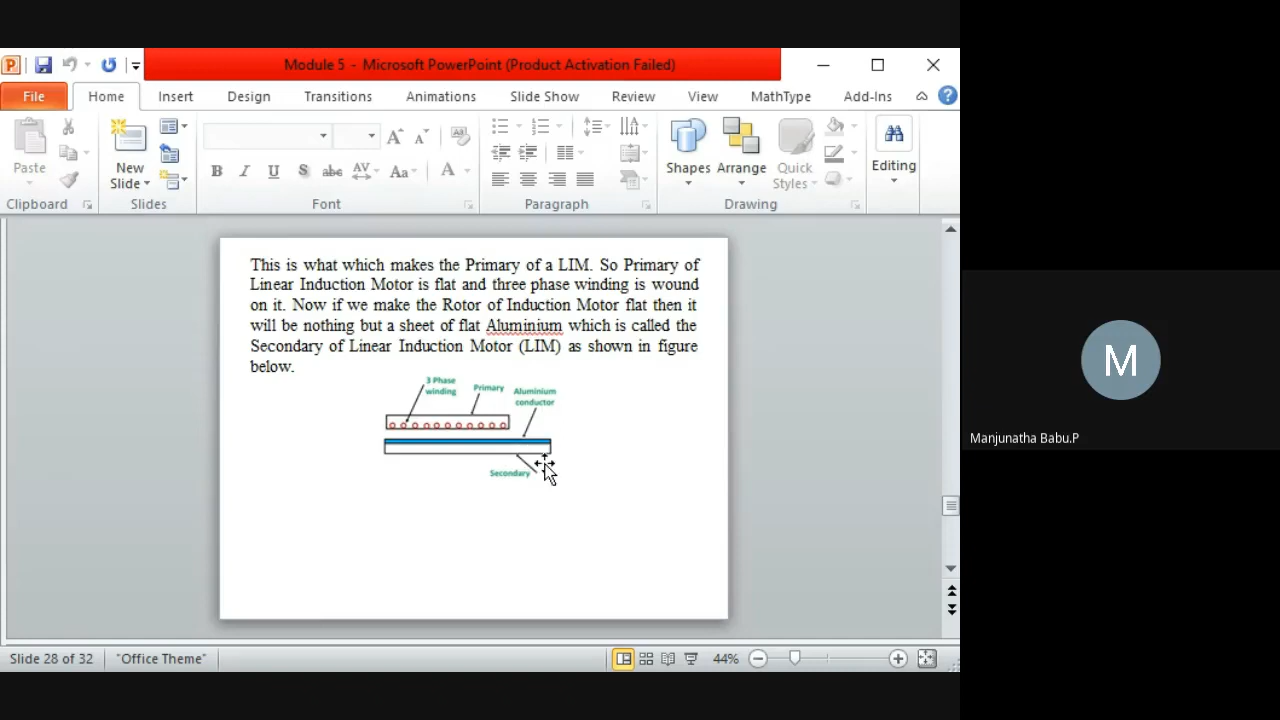 Module 5 - Microsoft PowerPoint (Product Activation Failed)
File Home Insert Design Transitions Animations Slide Show Review View MathType Add-Ins
Paste New Slide Shapes Arrange Quick Styles Editing
Clipboard Slides Font Paragraph Drawing
This is what which makes the Primary of a LIM. So Primary of
Linear Induction Motor is flat and three phase winding is wound
on it. Now if we make the Rotor of Induction Motor flat then it
will be nothing but a sheet of flat Aluminium which is called the
Secondary of Linear Induction Motor (LIM) as shown in figure
below.
3 Phase
winding
Primary
Aluminium
conductor
Secondary
M
Manjunatha Babu.P
Slide 28 of 32 "Office Theme" 44%